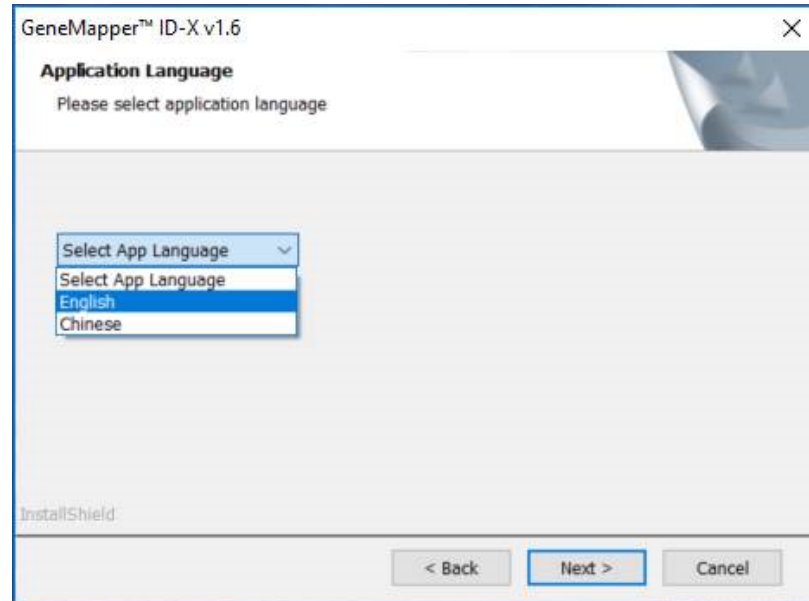 GeneMapper™ ID-X v1.6
Application Language
Please select application language
Select App Language
Select App Language
English
Chinese
InstallShield
< Back
Next >
Cancel